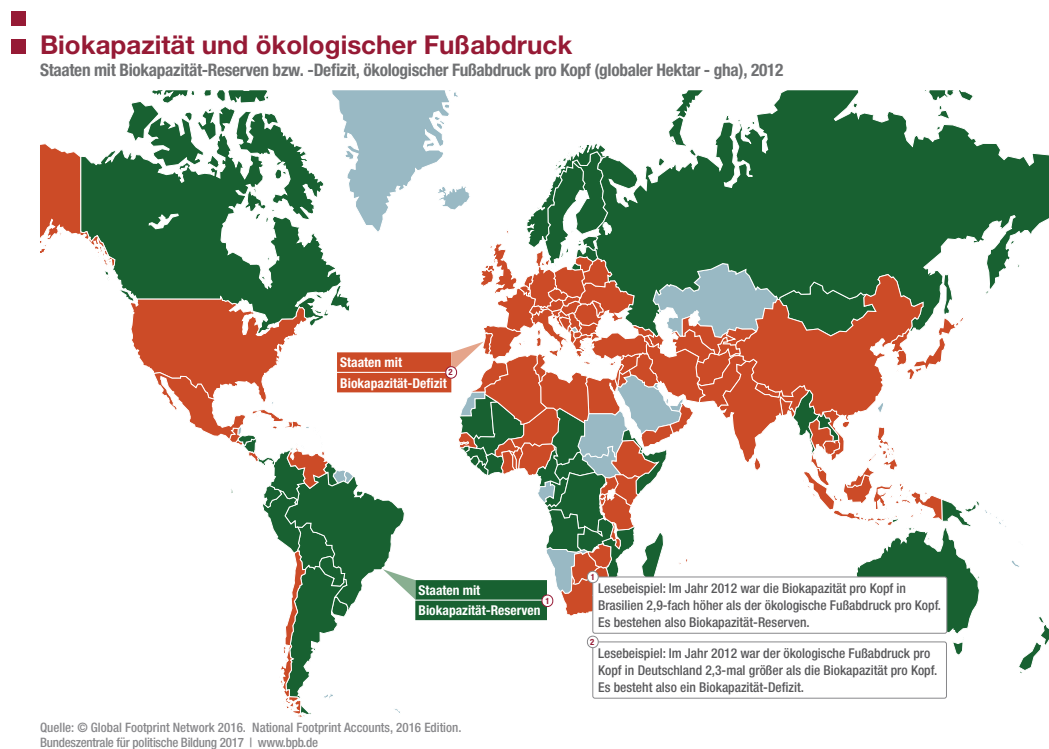 Biokapazität und ökologischer Fußabdruck
Staaten mit Biokapazität-Reserven bzw. -Defizit, ökologischer Fußabdruck pro Kopf (globaler Hektar - gha), 2012
Staaten mit
Biokapazität-Defizit
2
Staaten mit
Biokapazität-Reserven
1
1
Lesebeispiel: Im Jahr 2012 war die Biokapazität pro Kopf in
Brasilien 2,9-fach höher als der ökologische Fußabdruck pro Kopf.
Es bestehen also Biokapazität-Reserven.
2
Lesebeispiel: Im Jahr 2012 war der ökologische Fußabdruck pro
Kopf in Deutschland 2,3-mal größer als die Biokapazität pro Kopf.
Es besteht also ein Biokapazität-Defizit.
Quelle: © Global Footprint Network 2016. National Footprint Accounts, 2016 Edition.
Bundeszentrale für politische Bildung 2017 | www.bpb.de